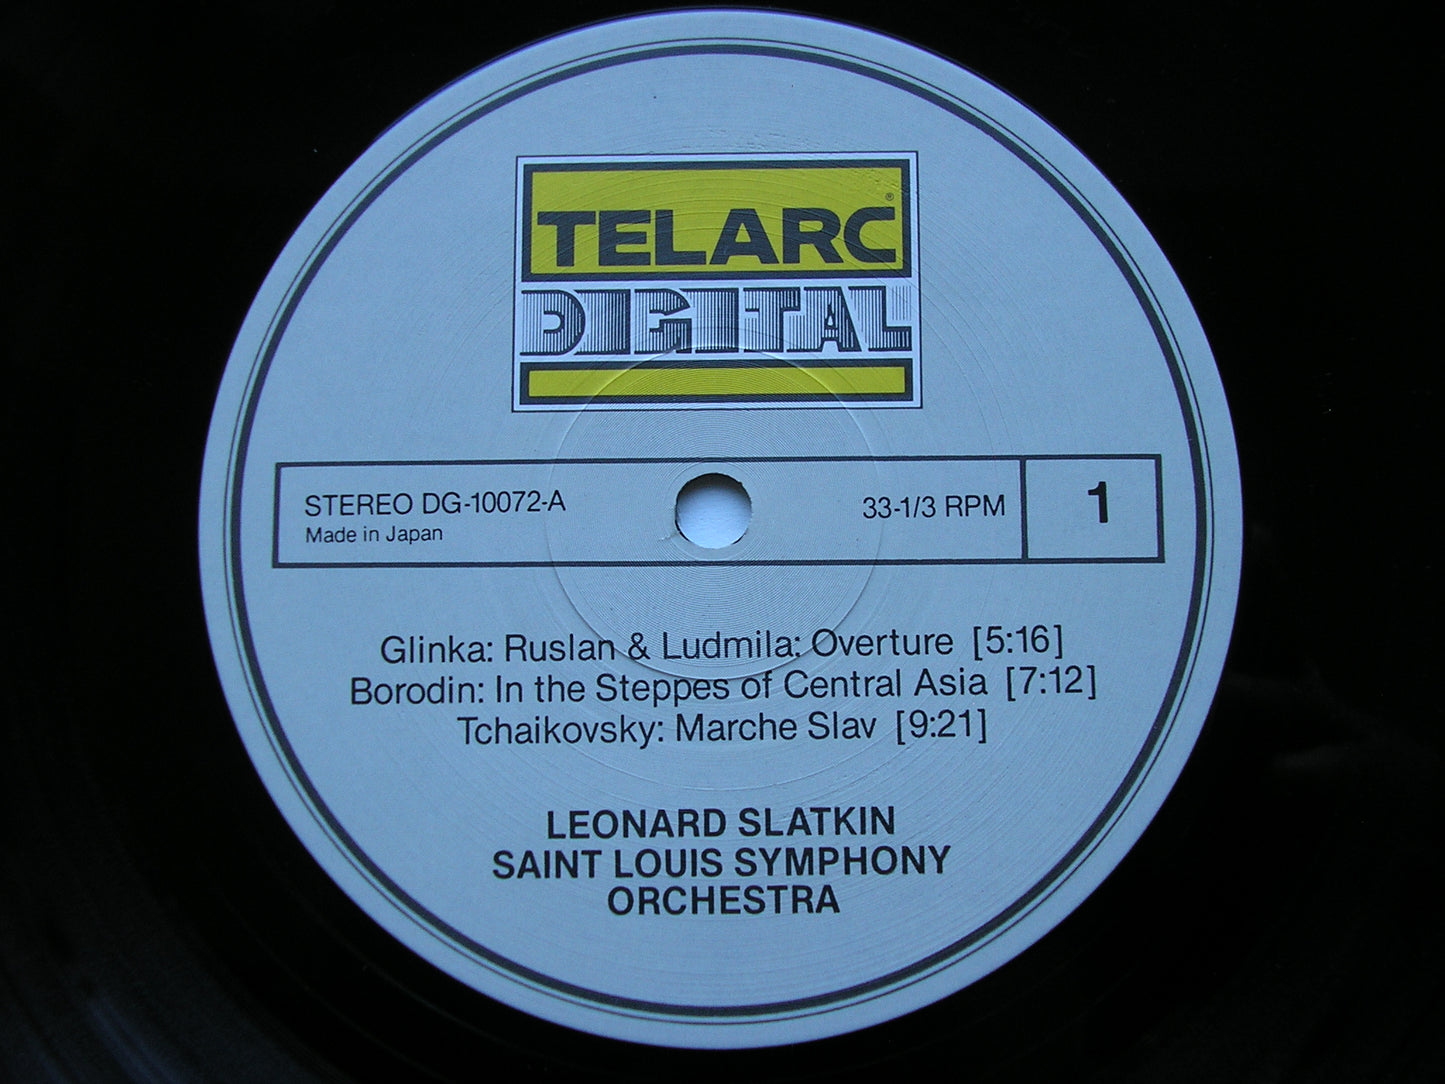 TELARC®
DIGITAL
STEREO DG-10072-A
Made in Japan
33-1/3 RPM
1
Glinka: Ruslan & Ludmila: Overture [5:16]
Borodin: In the Steppes of Central Asia [7:12]
Tchaikovsky: Marche Slav [9:21]
LEONARD SLATKIN
SAINT LOUIS SYMPHONY
ORCHESTRA